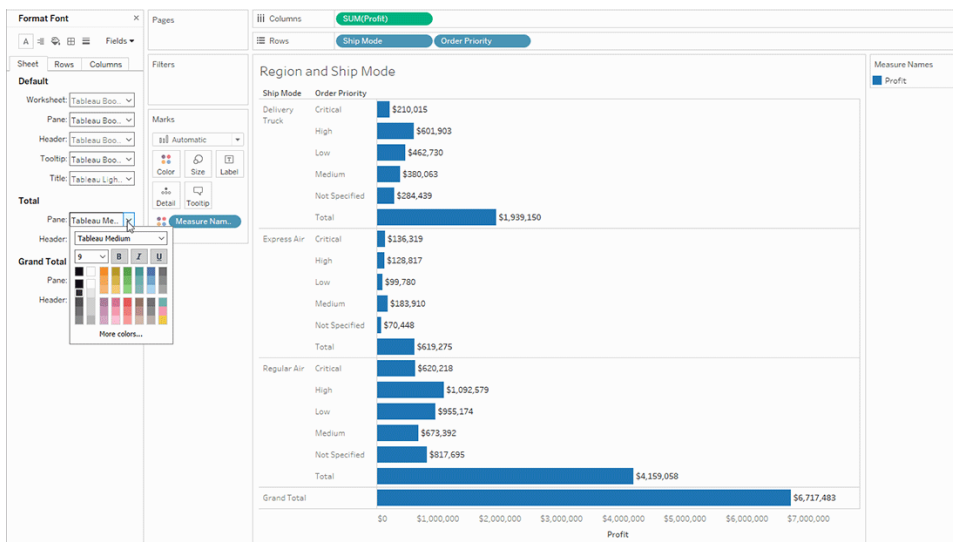 Format Font ×
A Fields
Sheet Rows Columns
Default
Worksheet: Tableau Boo..
Pane: Tableau Boo..
Header: Tableau Boo..
Tooltip: Tableau Boo..
Title: Tableau Ligh..
Total
Pane: Tableau Me..
Header:
Tableau Medium
9 B I U
Grand Total
Pane:
Header:
More colors...
Pages
Filters
Marks
Automatic
Color Size Label
Detail Tooltip
Measure Nam..
Columns SUM(Profit)
Rows Ship Mode Order Priority
Region and Ship Mode
Ship Mode Order Priority
Delivery Truck Critical $210,015
High $601,903
Low $462,730
Medium $380,063
Not Specified $284,439
Total $1,939,150
Express Air Critical $136,319
High $128,817
Low $99,780
Medium $183,910
Not Specified $70,448
Total $619,275
Regular Air Critical $620,218
High $1,092,579
Low $955,174
Medium $673,392
Not Specified $817,695
Total $4,159,058
Grand Total $6,717,483
$0 $1,000,000 $2,000,000 $3,000,000 $4,000,000 $5,000,000 $6,000,000 $7,000,000
Profit
Measure Names
Profit